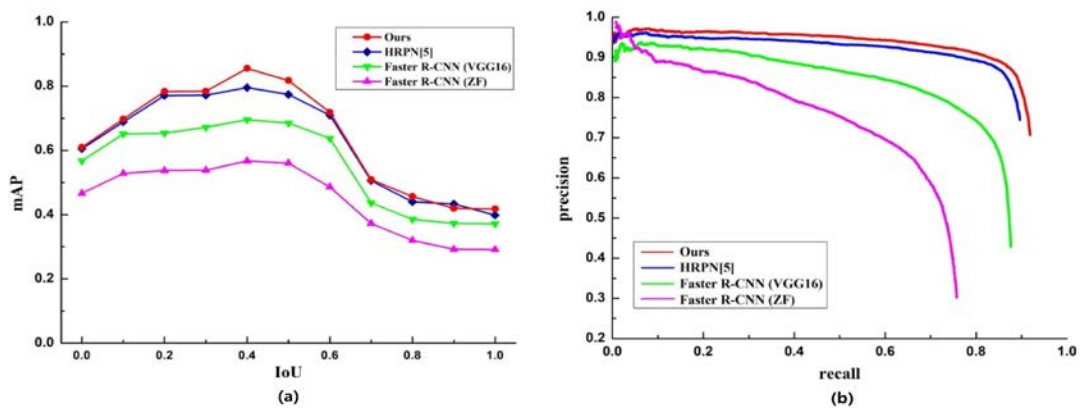 1.0
0.8
0.6
0.4
0.2
0.0
mAP
0.0 0.2 0.4 0.6 0.8 1.0
IoU
Ours
HRPN[5]
Faster R-CNN (VGG16)
Faster R-CNN (ZF)
(a)
1.0
0.9
0.8
0.7
0.6
0.5
0.4
0.3
0.2
precision
0.0 0.2 0.4 0.6 0.8 1.0
recall
Ours
HRPN[5]
Faster R-CNN (VGG16)
Faster R-CNN (ZF)
(b)